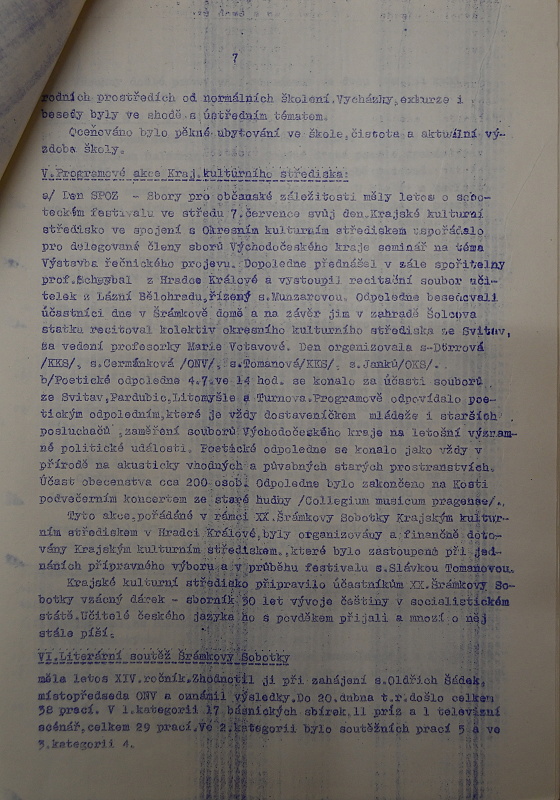 7
rodních prostředích od normálních školení.Vycházky,exkurze i
besedy byly ve shodě s ústředním tématem.
Oceňováno bylo pěkné ubytování ve škole,čistota a aktuální vý-
zdoba školy.
V.Programové akce Kraj.kulturního střediska:
a/ Den SPOZ - Sbory pro občanské záležitosti měly letos o sobo-
teckém festivalu ve středu 7.července svůj den.Krajské kulturní
středisko ve spojení s Okresním kulturním střediskem uspořádalo
pro delegované členy sborů Východočeského kraje seminář na téma
Výstavba řečnického projevu. Dopoledne přednášel v zále spořitelny
prof.Schybal z Hradce Králové a vystoupil recitační soubor uči-
telek z Lázní Bělohradu,řízený s.Munzarovou. Odpoledne besedovali
účastníci dne v Šrámkově domě a na závěr jim v zahradě Šolcova
statku recitoval kolektiv okresního kulturního střediska ze Svitav,
za vedení profesorky Marie Votavové. Den organizovala s-Dörrová
/KKS/, s.Cermánková /ONV/, s.Tomanová/KKS/, s.Janků/OKS/.
b/Poetické odpoledne 4.7.ve 14 hod. se konalo za účasti souborů
ze Svitav,Pardubic,Litomyšle a Turnova.Programově odpovídalo poe-
tickým odpoledním,které je vždy dostaveníčkem mládeže i starších
posluchačů ,zaměření souborů Východočeského kraje na letošní význam-
né politické události. Poetické odpoledne se konalo jako vždy v
přírodě na akusticky vhodných a půvabných starých prostranstvích.
Účast obecenstva cca 200 osob. Odpoledne bylo zakončeno na Kosti
podvečerním koncertem ze staré hudby /Collegium musicum pragense/.
Tyto akce,pořádané v rámci XX.Šrámkovy Sobotky Krajským kultur-
ním střediskem v Hradci Králové,byly organizovány a finančně doto-
vány Krajským kulturním střediskem, které bylo zastoupeno při jed-
náních přípravného výboru a v průběhu festivalu s.Slávkou Tomanovou.
Krajské kulturní středisko připravilo účastníkům XX.Šrámkovy So-
botky vzácný dárek - sborník 30 let vývoje češtiny v socialistickém
státě.Učitelé českého jazyka ho s povděkem přijali a mnozí o něj
stále píší.
VI.Literární soutěž Šrámkovy Sobotky
měla letos XIV.ročník.Zhodnotil ji při zahájení s.Oldřich Šádek,
místopředseda ONV a oznámil výsledky.Do 20.dubna t.r.došlo celkem
38 prací. V 1.kategorii 17 básnických sbírek,11 próz a 1 televizní
scénář,celkem 29 prací.Ve 2.kategorii bylo soutěžních prací 5 a ve
3.kategorii 4.